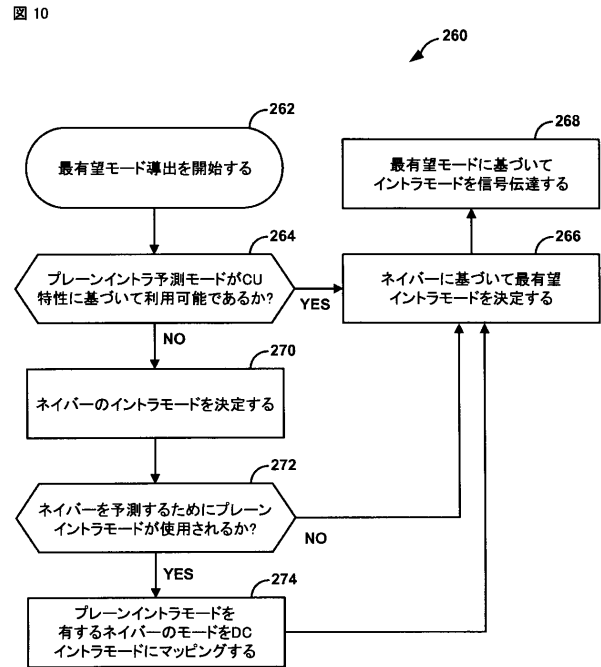 図 10
260
262
最有望モード導出を開始する
264
プレーンイントラ予測モードがCU
特性に基づいて利用可能であるか?
YES
NO
268
最有望モードに基づいて
イントラモードを信号伝達する
266
ネイバーに基づいて最有望
イントラモードを決定する
270
ネイバーのイントラモードを決定する
272
ネイバーを予測するためにプレーン
イントラモードが使用されるか?
NO
YES
274
プレーンイントラモードを
有するネイバーのモードをDC
イントラモードにマッピングする